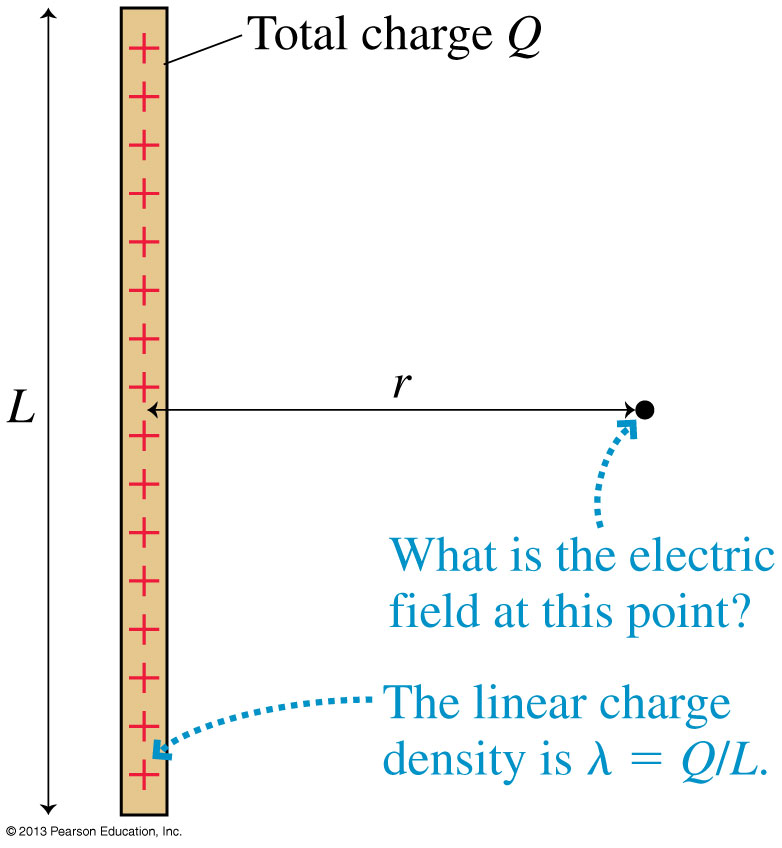 Total charge Q
L
r
What is the electric
field at this point?
The linear charge
density is λ = Q/L.
© 2013 Pearson Education, Inc.